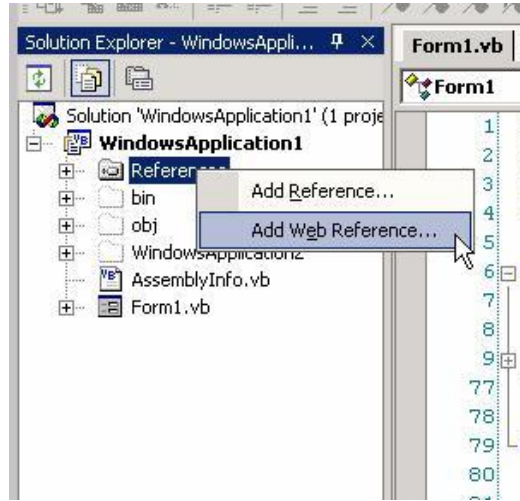 Solution Explorer - WindowsAppli...
Form1.vb
Form1
Solution 'WindowsApplication1' (1 proje
WindowsApplication1
Add Reference...
bin
obj
Add Web Reference...
AssemblyInfo.vb
Form1.vb
1
2
3
4
5
6
7
8
9
77
78
79
80